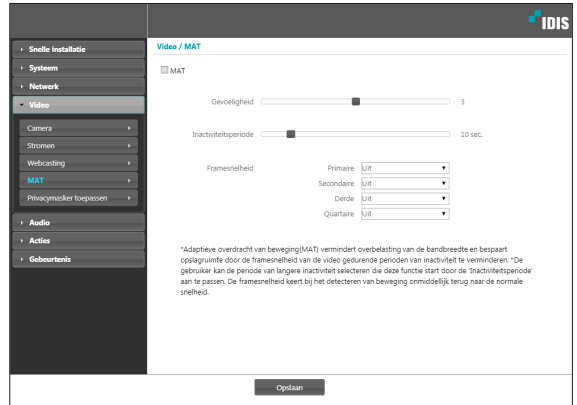 IDIS
Snelle installatie
Systeem
Netwerk
Video
Camera
Stromen
Webcasting
MAT
Privacymasker toepassen
Audio
Acties
Gebeurtenis
Video / MAT
MAT
Gevoeligheid 3
Inactiviteitsperiode 10 sec.
Framesnelheid Primaire Uit
Secondaire Uit
Derde Uit
Quartaire Uit
*Adaptieve overdracht van beweging(MAT) vermindert overbelasting van de bandbreedte en bespaart
opslagruimte door de framesnelheid van de video gedurende perioden van inactiviteit te verminderen. *De
gebruiker kan de periode van langere inactiviteit selecteren die deze functie start door de 'Inactiviteitsperiode'
aan te passen. De framesnelheid keert bij het detecteren van beweging onmiddellijk terug naar de normale
snelheid.
Opslaan